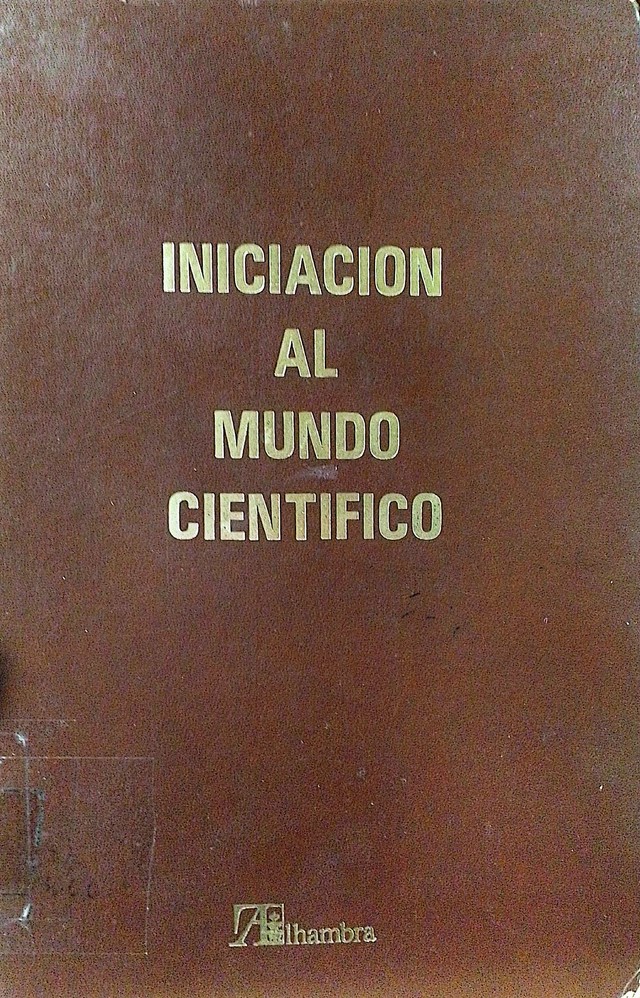 INICIACION
AL
MUNDO
CIENTIFICO
Alhambra